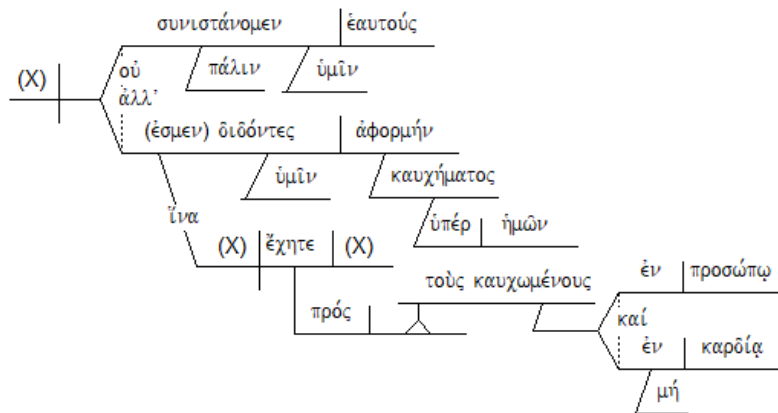 συνιστάνομεν ἑαυτούς
(X) οὐ πάλιν ὑμῖν
ἀλλ’
(ἐσμεν) διδόντες ἀφορμήν
ὑμῖν καυχήματος
ἵνα
ὑπέρ ἡμῶν
(X) ἔχητε (X)
τοὺς καυχωμένους ἐν προσώπῳ
πρός καί
ἐν καρδίᾳ
μή